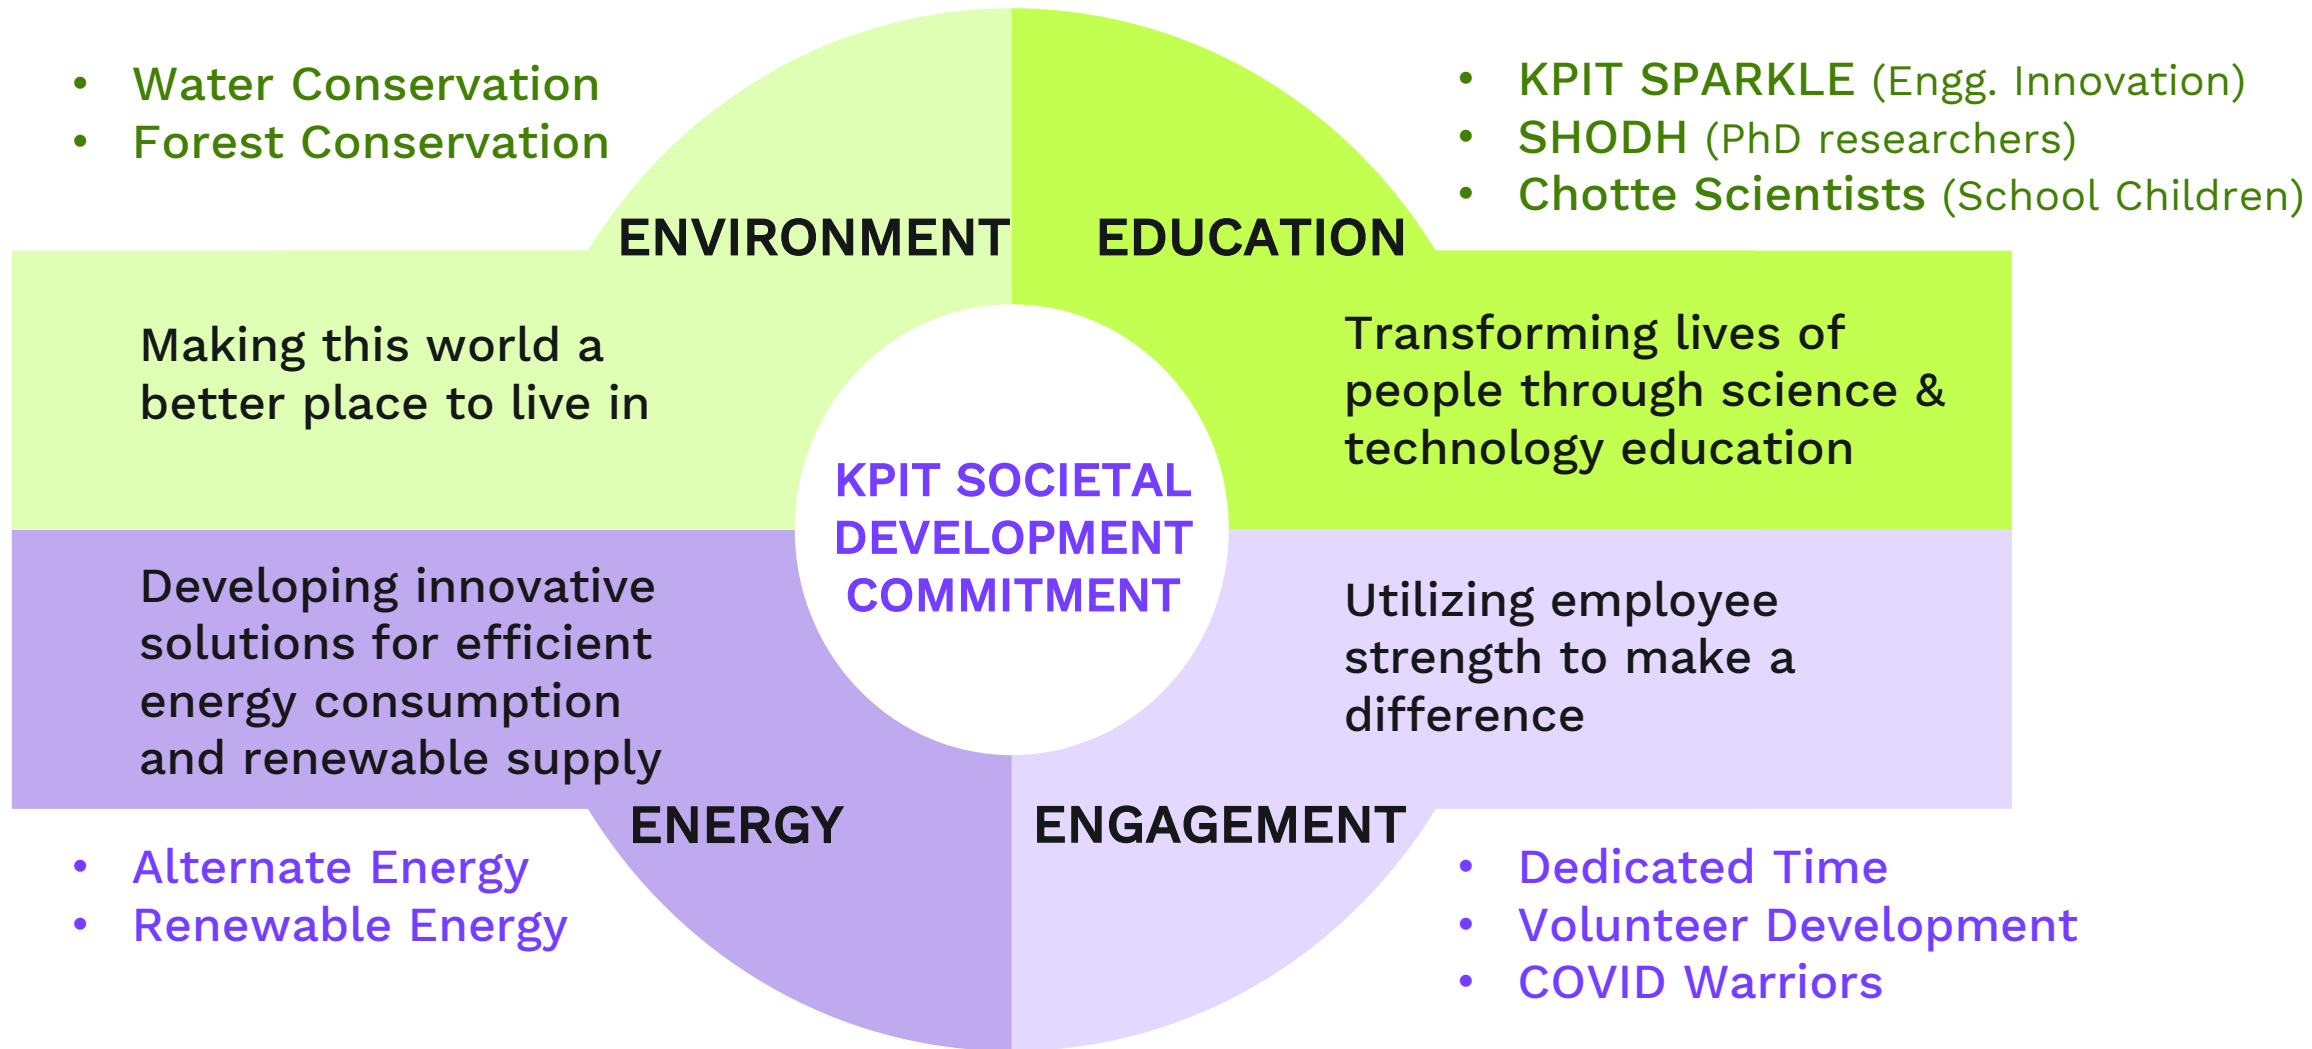 • Water Conservation
• Forest Conservation
• KPIT SPARKLE (Engg. Innovation)
• SHODH (PhD researchers)
• Chotte Scientists (School Children)
ENVIRONMENT
EDUCATION
Making this world a
better place to live in
Transforming lives of
people through science &
technology education
KPIT SOCIETAL
DEVELOPMENT
COMMITMENT
Developing innovative
solutions for efficient
energy consumption
and renewable supply
Utilizing employee
strength to make a
difference
ENERGY
ENGAGEMENT
• Alternate Energy
• Renewable Energy
• Dedicated Time
• Volunteer Development
• COVID Warriors